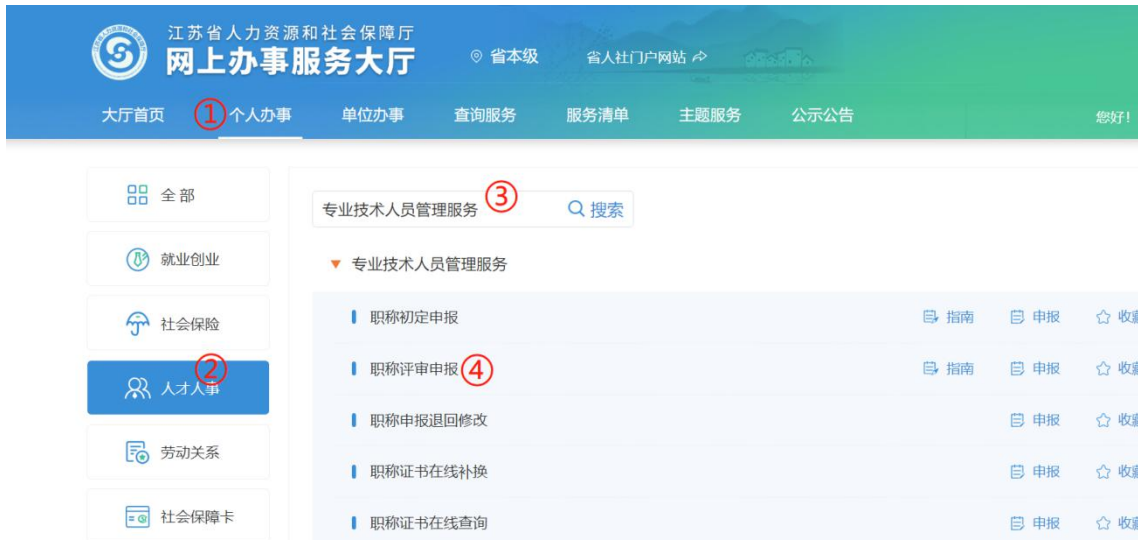 江苏省人力资源和社会保障厅
网上办事服务大厅
省本级
省人社门户网站
大厅首页 ① 个人办事 单位办事 查询服务 服务清单 主题服务 公示公告 您好!
全部
就业创业
社会保险
② 人才人事
劳动关系
社会保障卡
专业技术人员管理服务 ③ 搜索
专业技术人员管理服务
职称初定申报 指南 申报 收藏
职称评审申报 ④ 指南 申报 收藏
职称申报退回修改 申报 收藏
职称证书在线补换 申报 收藏
职称证书在线查询 申报 收藏